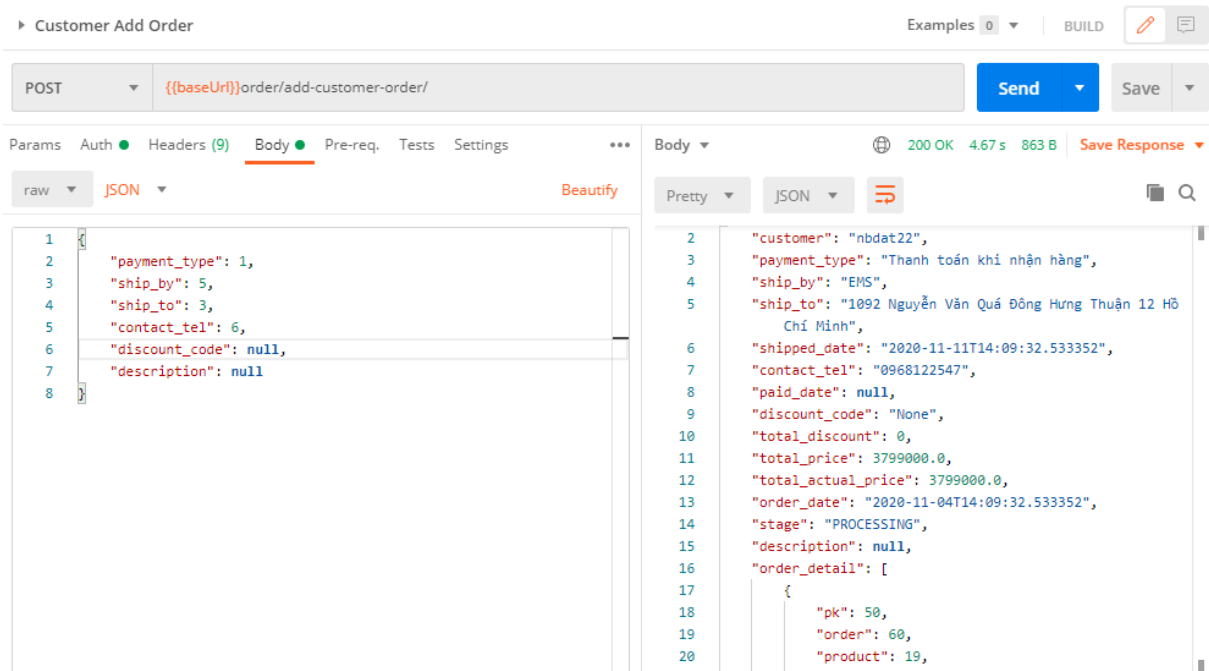 Customer Add Order
Examples 0
BUILD
POST
{{baseUrl}}order/add-customer-order/
Send
Save
Params Auth Headers (9) Body Pre-req. Tests Settings
raw JSON
Beautify
1 {
2 "payment_type": 1,
3 "ship_by": 5,
4 "ship_to": 3,
5 "contact_tel": 6,
6 "discount_code": null,
7 "description": null
8 }
Body
200 OK 4.67 s 863 B Save Response
Pretty JSON
2 "customer": "nbdat22",
3 "payment_type": "Thanh toán khi nhận hàng",
4 "ship_by": "EMS",
5 "ship_to": "1092 Nguyễn Văn Quá Đông Hưng Thuận 12 Hồ
Chí Minh",
6 "shipped_date": "2020-11-11T14:09:32.533352",
7 "contact_tel": "0968122547",
8 "paid_date": null,
9 "discount_code": "None",
10 "total_discount": 0,
11 "total_price": 3799000.0,
12 "total_actual_price": 3799000.0,
13 "order_date": "2020-11-04T14:09:32.533352",
14 "stage": "PROCESSING",
15 "description": null,
16 "order_detail": [
17 {
18 "pk": 50,
19 "order": 60,
20 "product": 19,